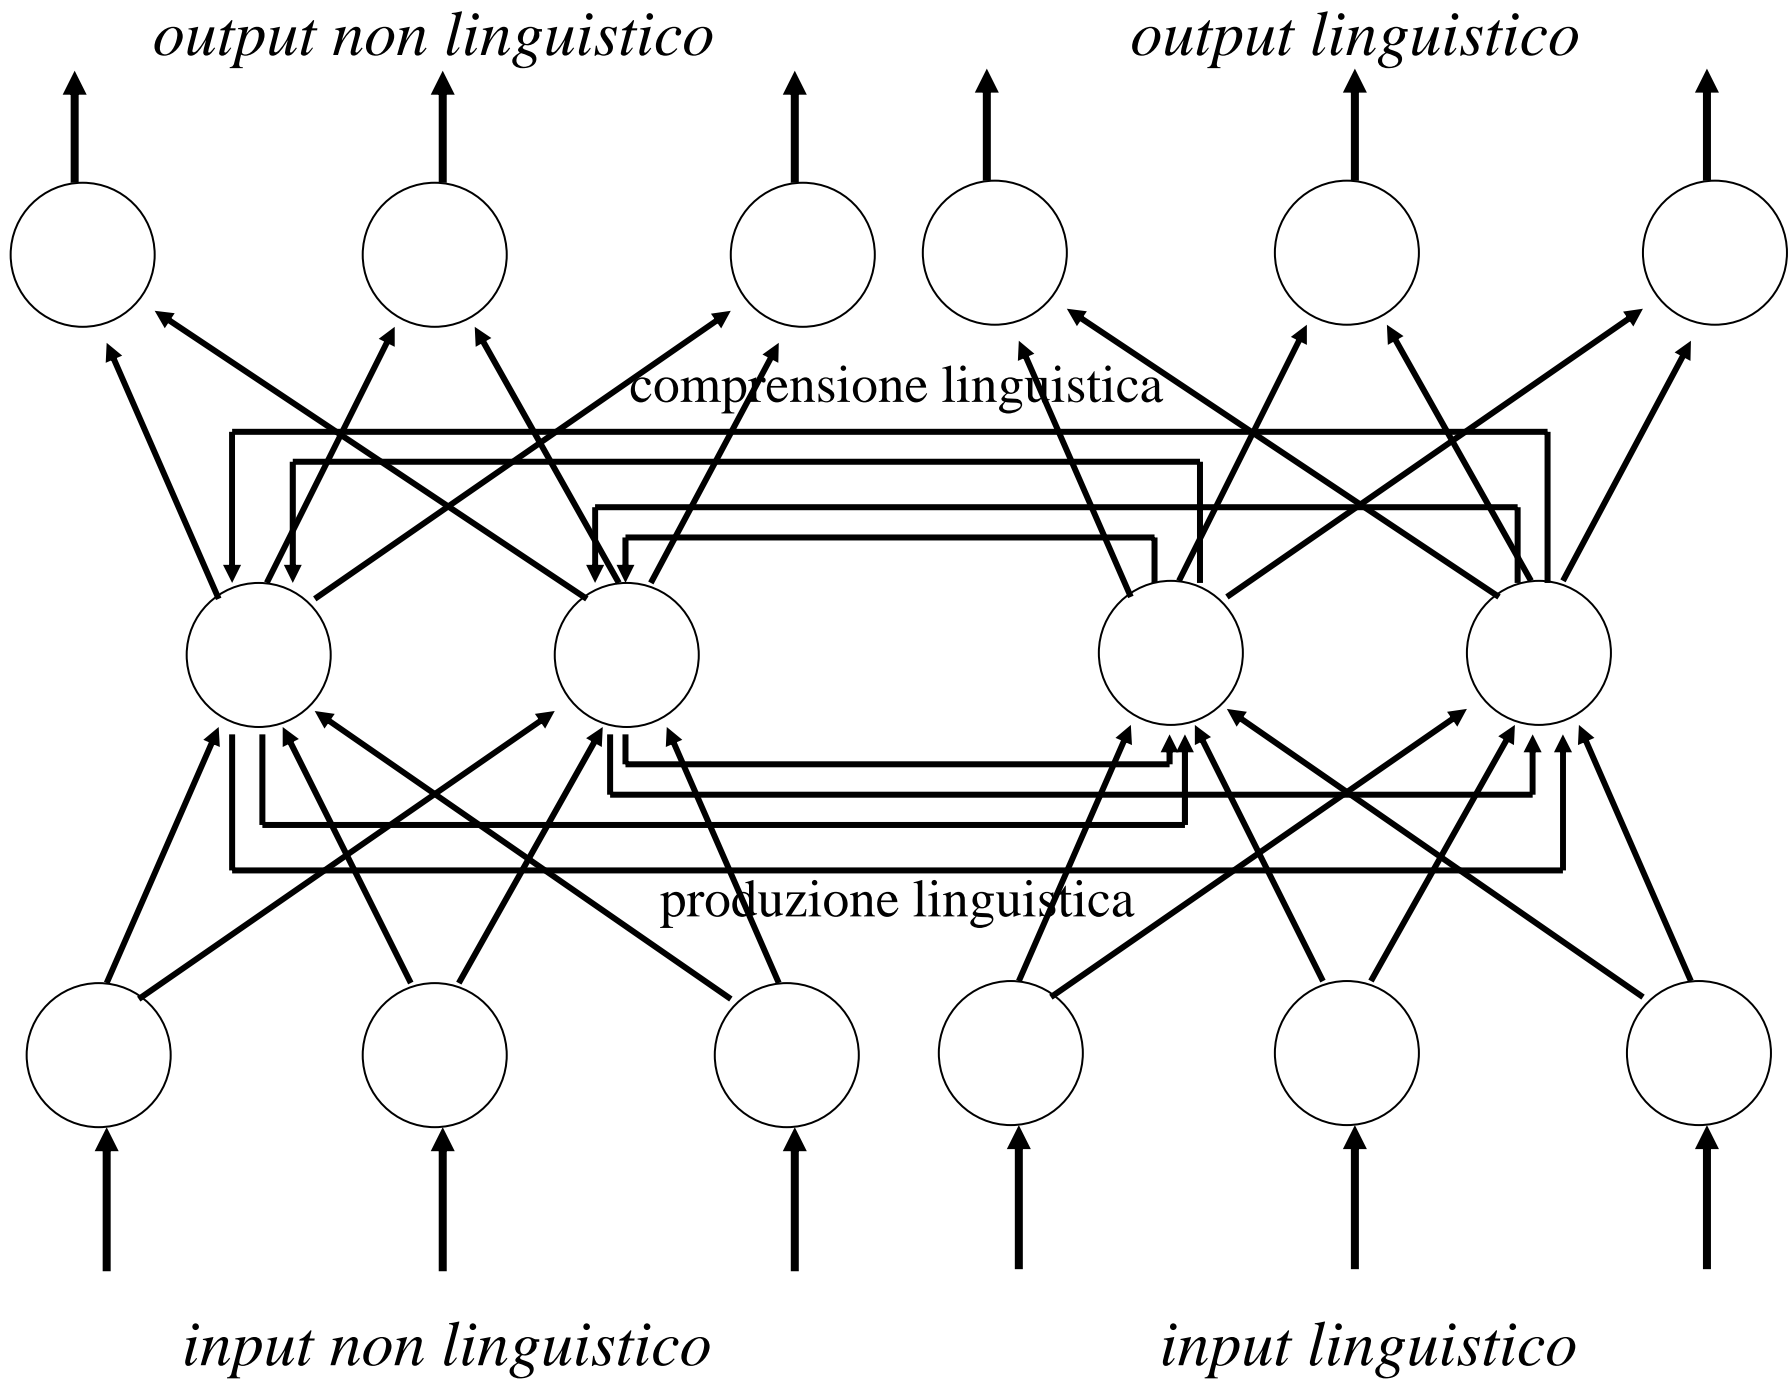 output non linguistico
output linguistico
comprensione linguistica
produzione linguistica
input non linguistico
input linguistico